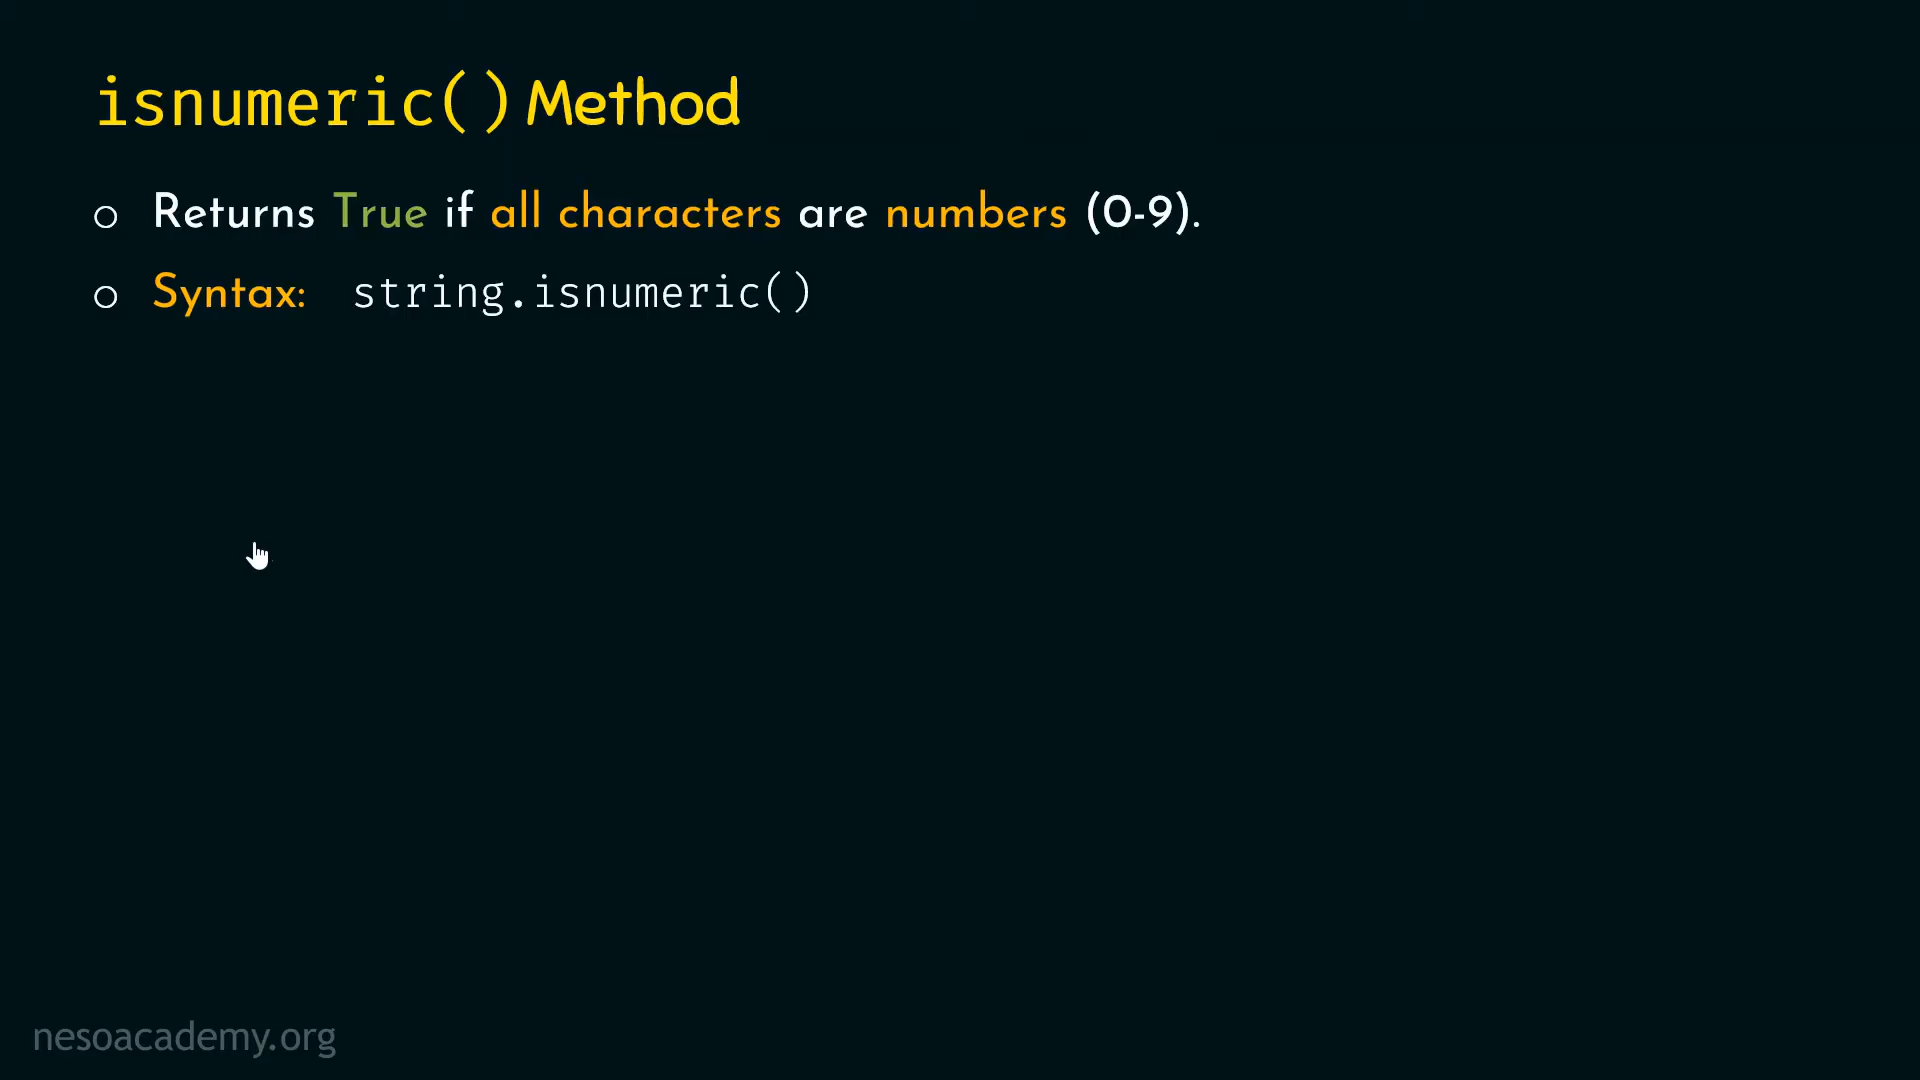 isnumeric() Method
Returns True if all characters are numbers (0-9).
Syntax: string.isnumeric()
nesoacademy.org